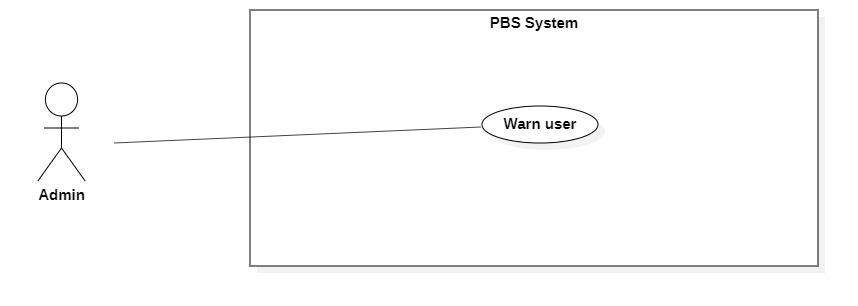 PBS System
Warn user
Admin